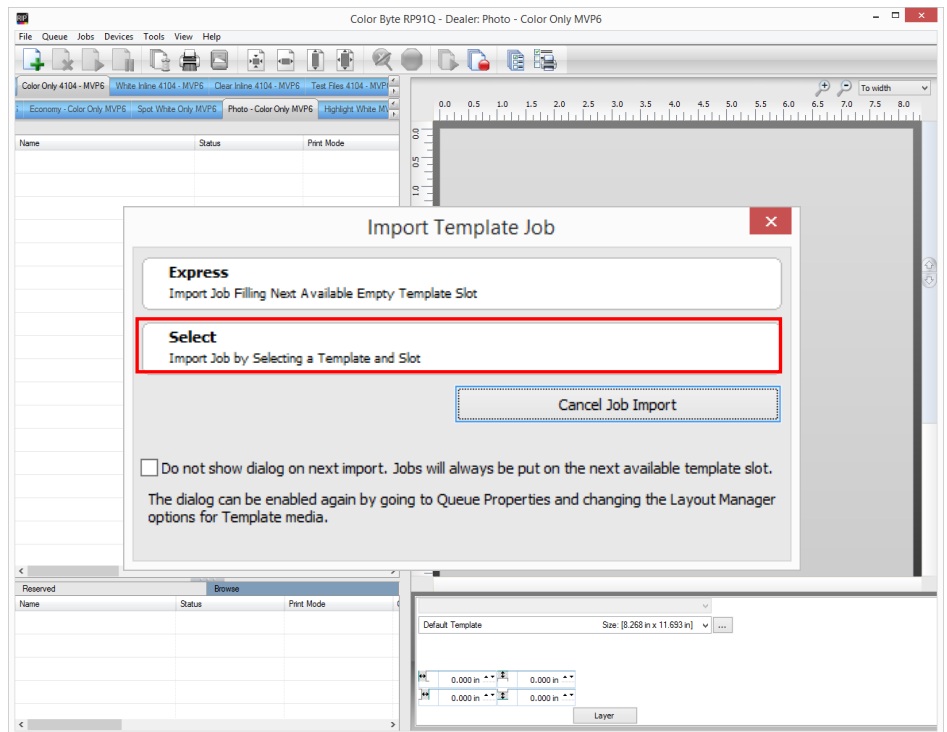 RIP
Color Byte RP91Q - Dealer: Photo - Color Only MVP6
File Queue Jobs Devices Tools View Help
Color Only 4104 - MVP6 White Inline 4104 - MVP6 Clear Inline 4104 - MVP6 Test Files 4104 - MVP
Economy - Color Only MVP6 Spot White Only MVP6 Photo - Color Only MVP6 Highlight White MV
To width
0.0 0.5 1.0 1.5 2.0 2.5 3.0 3.5 4.0 4.5 5.0 5.5 6.0 6.5 7.0 7.5 8.0
Name Status Print Mode
0.0
0.5
1.0
Import Template Job
Express
Import Job Filling Next Available Empty Template Slot
Select
Import Job by Selecting a Template and Slot
Cancel Job Import
Do not show dialog on next import. Jobs will always be put on the next available template slot.
The dialog can be enabled again by going to Queue Properties and changing the Layout Manager
options for Template media.
Reserved Browse
Name Status Print Mode
Default Template Size: [8.268 in x 11.693 in] ...
0.000 in 0.000 in
0.000 in 0.000 in
Layer